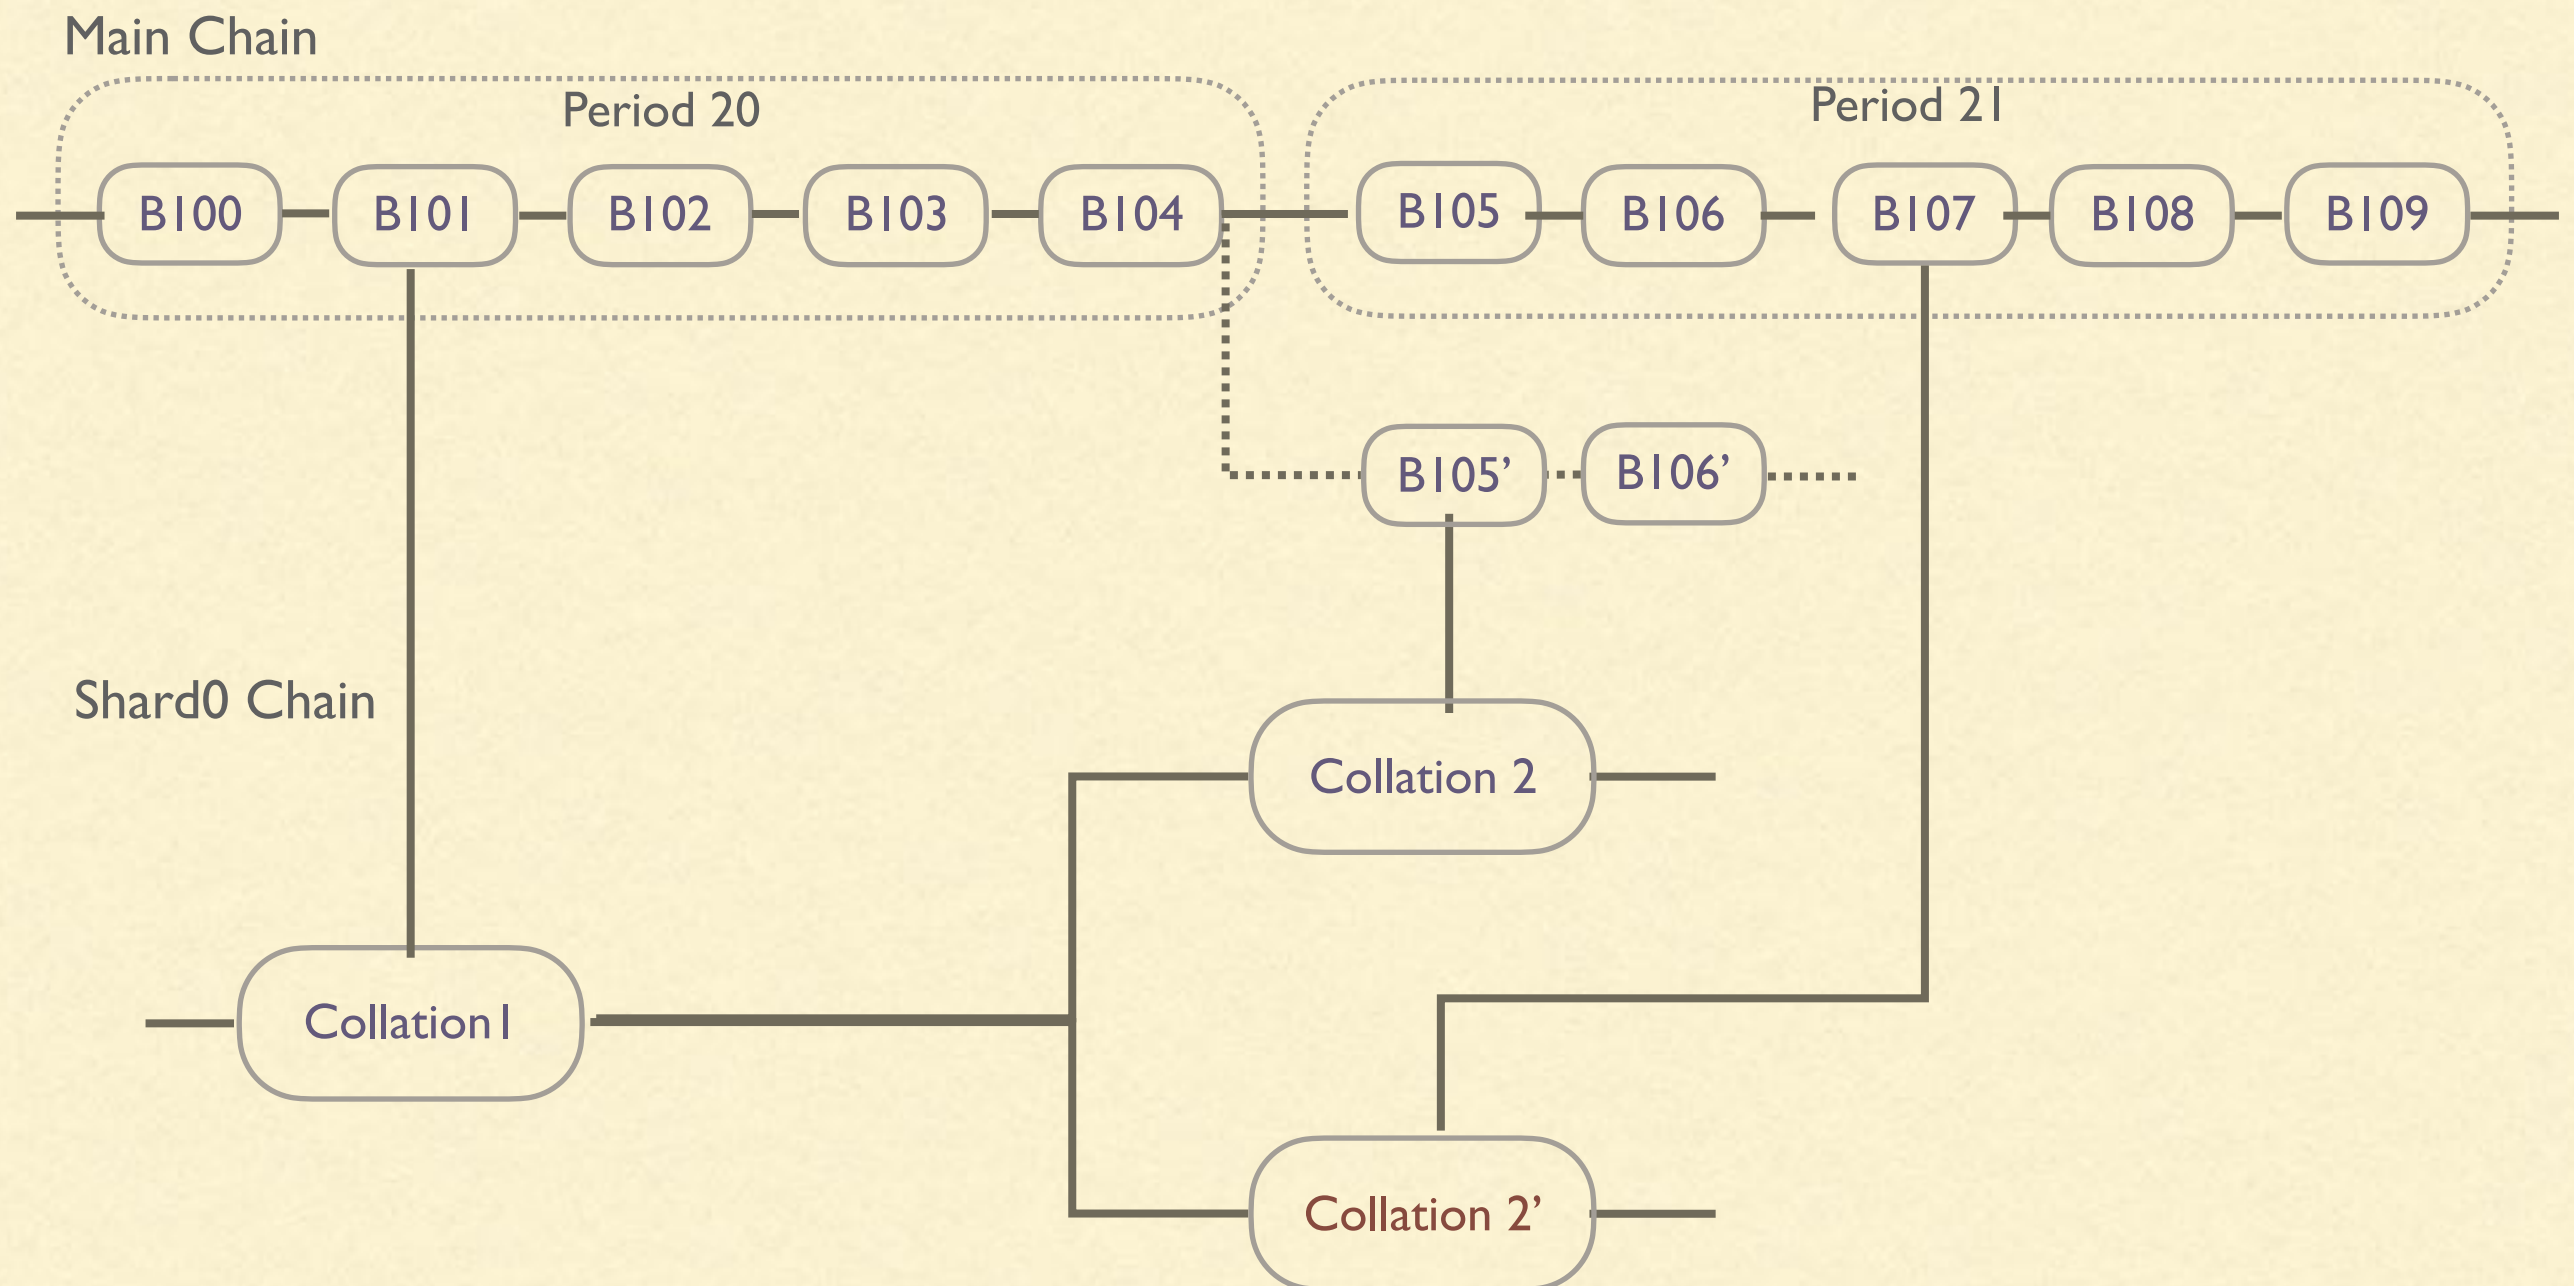 Main Chain
Period 20
Period 21
B100
B101
B102
B103
B104
B105
B106
B107
B108
B109
B105’
B106’
Shard0 Chain
Collation 2
Collation1
Collation 2’